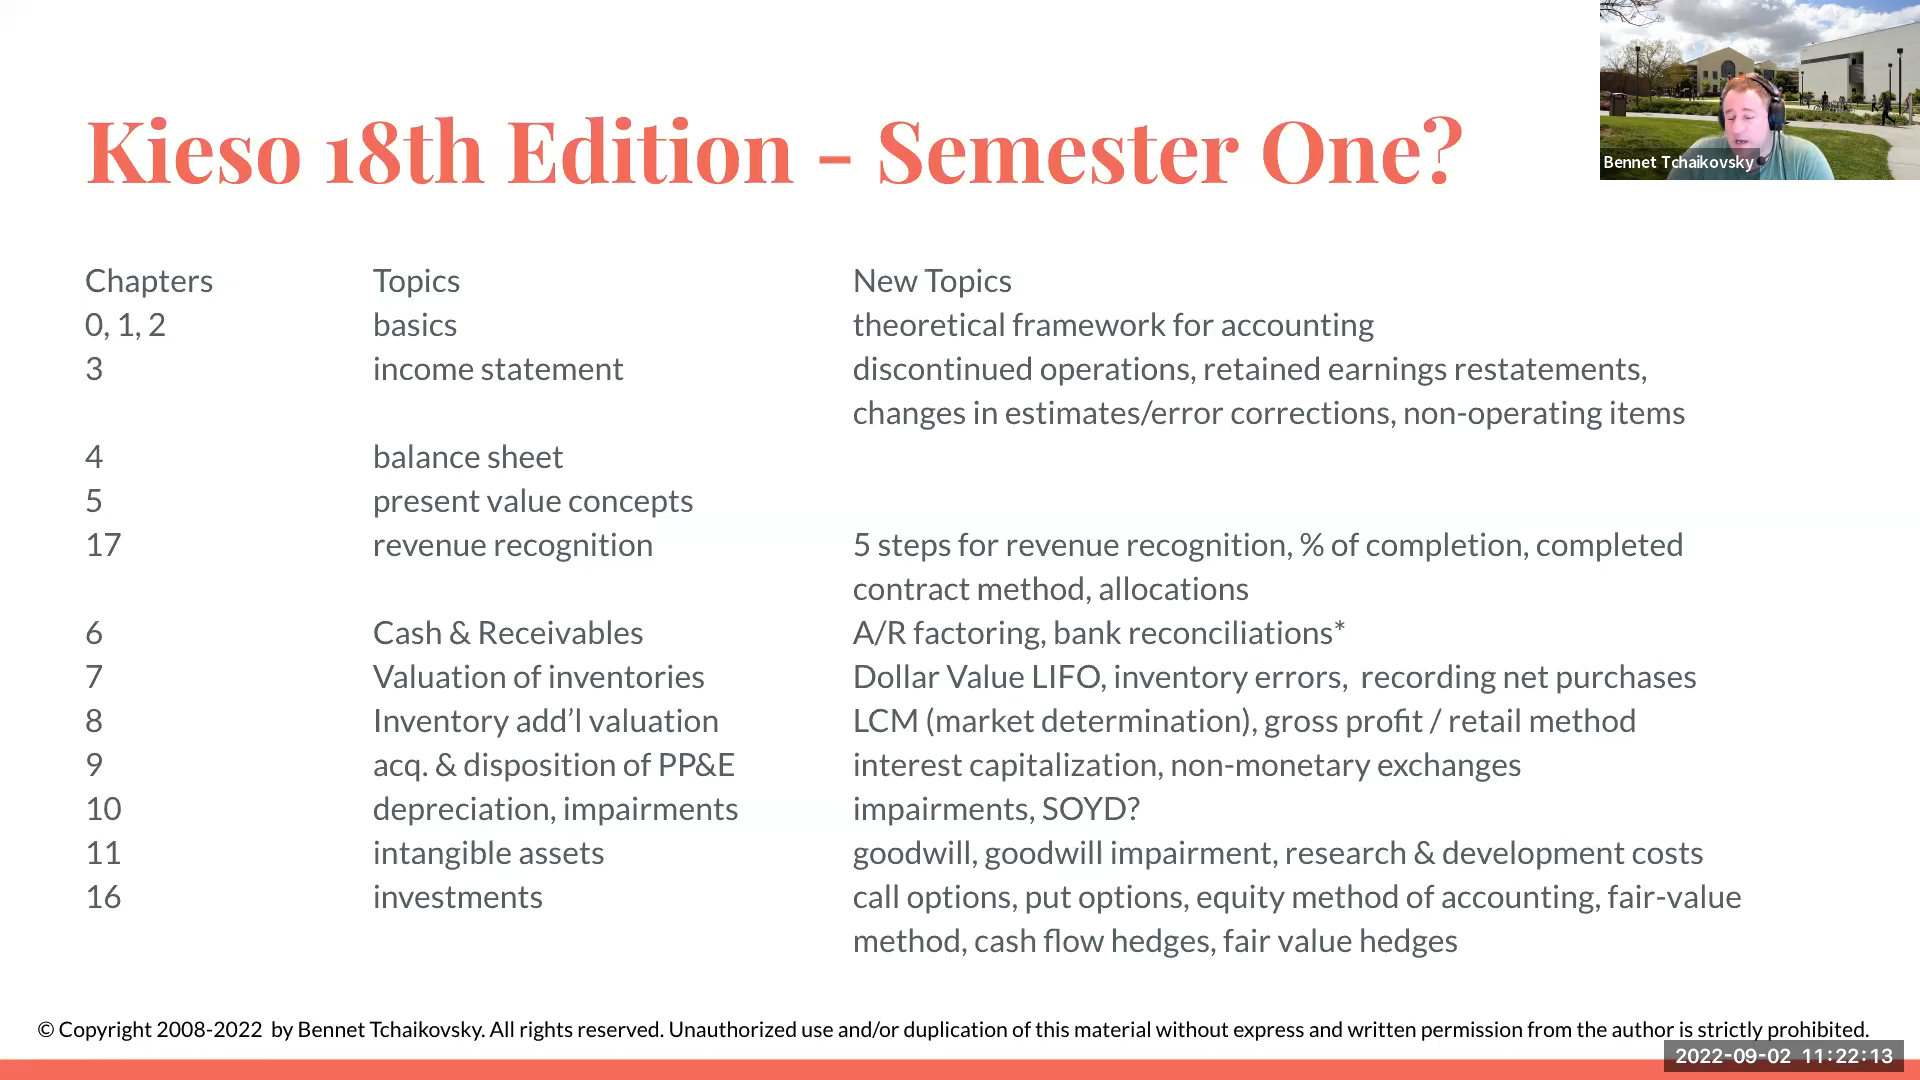 Kieso 18th Edition - Semester One?
Bennet Tchaikovsky
Chapters Topics New Topics
0, 1, 2 basics theoretical framework for accounting
3 income statement discontinued operations, retained earnings restatements,
changes in estimates/error corrections, non-operating items
4 balance sheet
5 present value concepts
17 revenue recognition 5 steps for revenue recognition, % of completion, completed
contract method, allocations
6 Cash & Receivables A/R factoring, bank reconciliations*
7 Valuation of inventories Dollar Value LIFO, inventory errors, recording net purchases
8 Inventory add’l valuation LCM (market determination), gross profit / retail method
9 acq. & disposition of PP&E interest capitalization, non-monetary exchanges
10 depreciation, impairments impairments, SOYD?
11 intangible assets goodwill, goodwill impairment, research & development costs
16 investments call options, put options, equity method of accounting, fair-value
method, cash flow hedges, fair value hedges
© Copyright 2008-2022 by Bennet Tchaikovsky. All rights reserved. Unauthorized use and/or duplication of this material without express and written permission from the author is strictly prohibited.
2022-09-02 11:22:13